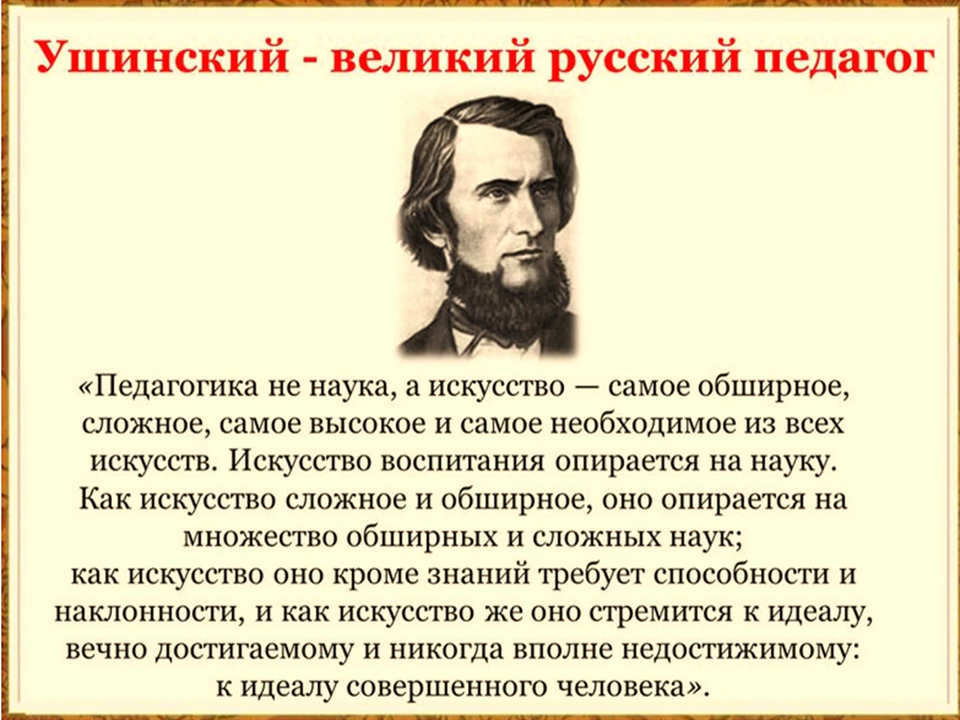 Ушинский - великий русский педагог
«Педагогика не наука, а искусство — самое обширное,
сложное, самое высокое и самое необходимое из всех
искусств. Искусство воспитания опирается на науку.
Как искусство сложное и обширное, оно опирается на
множество обширных и сложных наук;
как искусство оно кроме знаний требует способности и
наклонности, и как искусство же оно стремится к идеалу,
вечно достигаемому и никогда вполне недостижимому:
к идеалу совершенного человека».